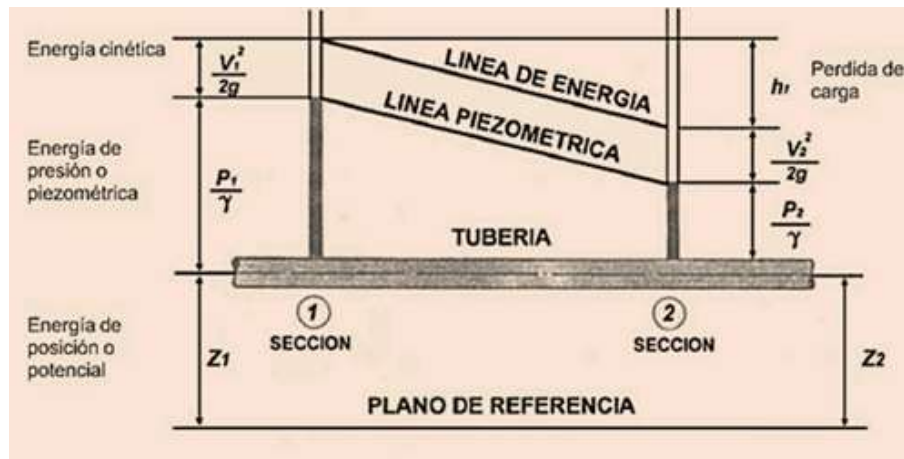 Energía cinética
V₁²
2g
LINEA DE ENERGIA
h₁
Perdida de
carga
LINEA PIEZOMETRICA
V₂²
2g
Energía de
presión o
piezométrica
P₁
γ
P₂
γ
TUBERIA
1
SECCION
2
SECCION
Energía de
posición o
potencial
Z1
Z2
PLANO DE REFERENCIA